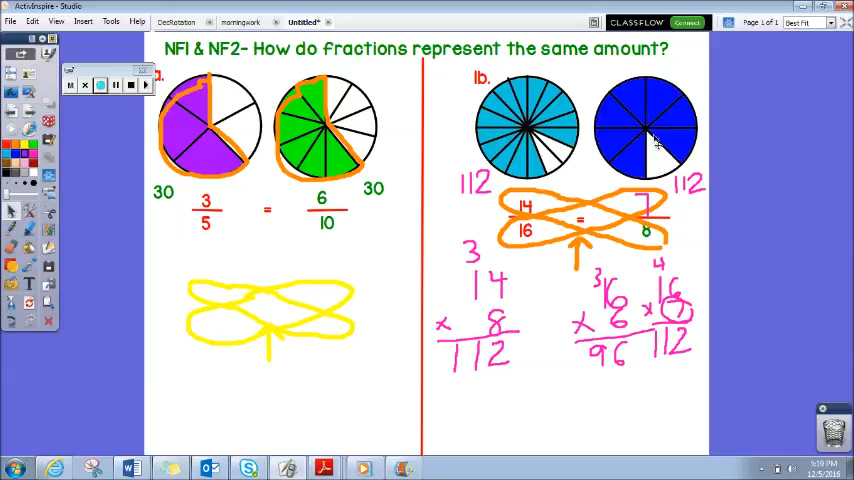 ActivInspire - Studio
File Edit View Insert Tools Help
DecRotation
morningwork
Untitled*
CLASSFLOW
Connect
Page 1 of 1
Best Fit
NF1 & NF2- How do fractions represent the same amount?
a.
30
3
5
=
6
10
30
1b.
112
14
16
=
7
8
112
3
14
x 8
112
3
16
x 6
96
4
16
x 7
112
5:19 PM
12/5/2016